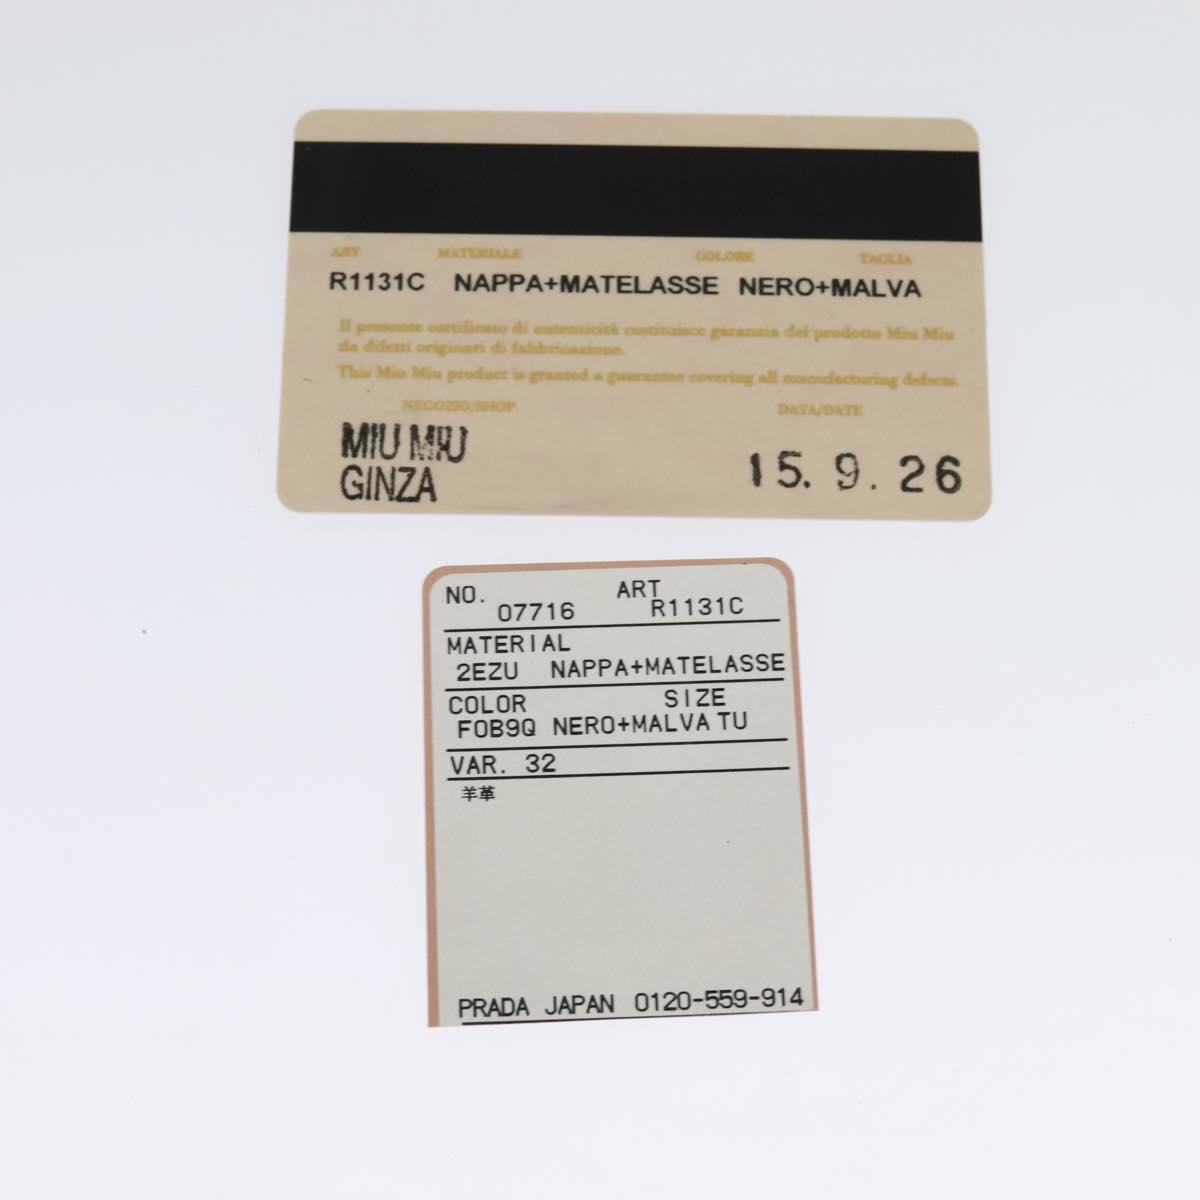 ART. MATERIALE COLORE TAGLIA
R1131C NAPPA+MATELASSE NERO+MALVA
Il presente certificato di autenticità costituisce garanzia del prodotto Miu Miu
da difetti originari di fabbricazione.
This Miu Miu product is granted a guarantee covering all manufacturing defects.
NEGOZIO/SHOP DATA/DATE
MIU MIU
GINZA
15. 9. 26
NO. ART
07716 R1131C
MATERIAL
2EZU NAPPA+MATELASSE
COLOR SIZE
F0B9Q NERO+MALVA TU
VAR. 32
羊革
PRADA JAPAN 0120-559-914